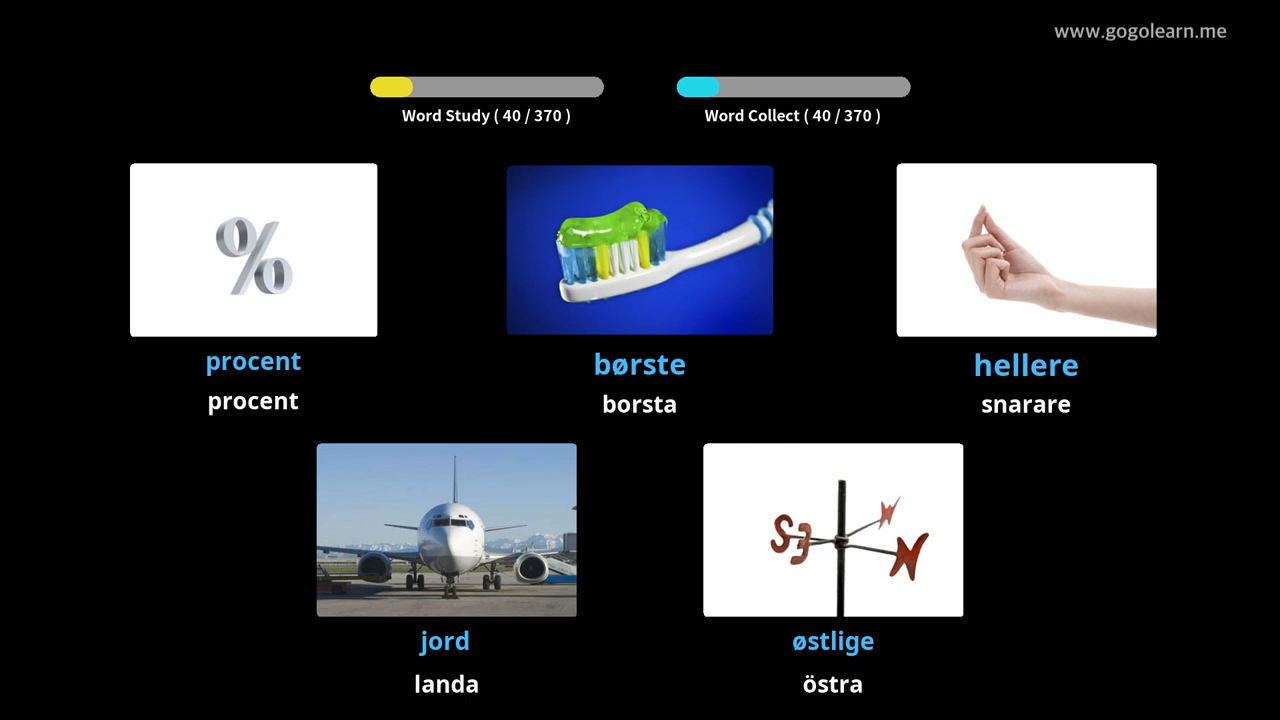 www.gogolearn.me
Word Study ( 40 / 370 )
Word Collect ( 40 / 370 )
%
procent
procent
børste
borsta
hellere
snarare
S E N N
jord
landa
østlige
östra